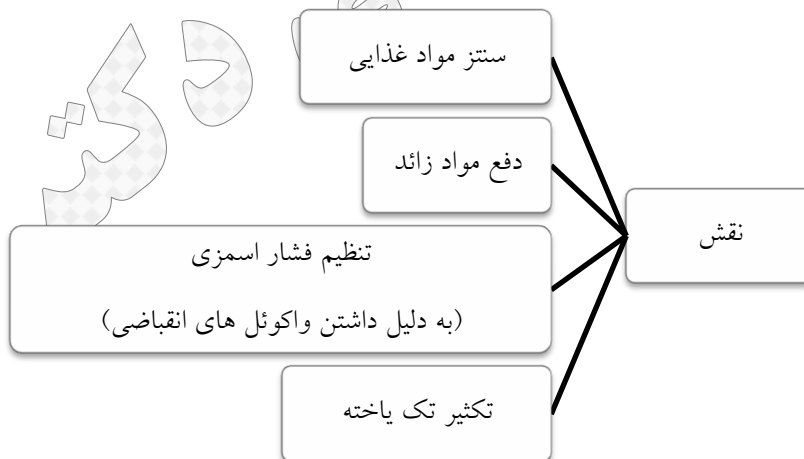 نقش
سنتز مواد غذایی
دفع مواد زائد
تنظیم فشار اسمزی
(به دلیل داشتن واکوئل های انقباضی)
تکثیر تک یاخته